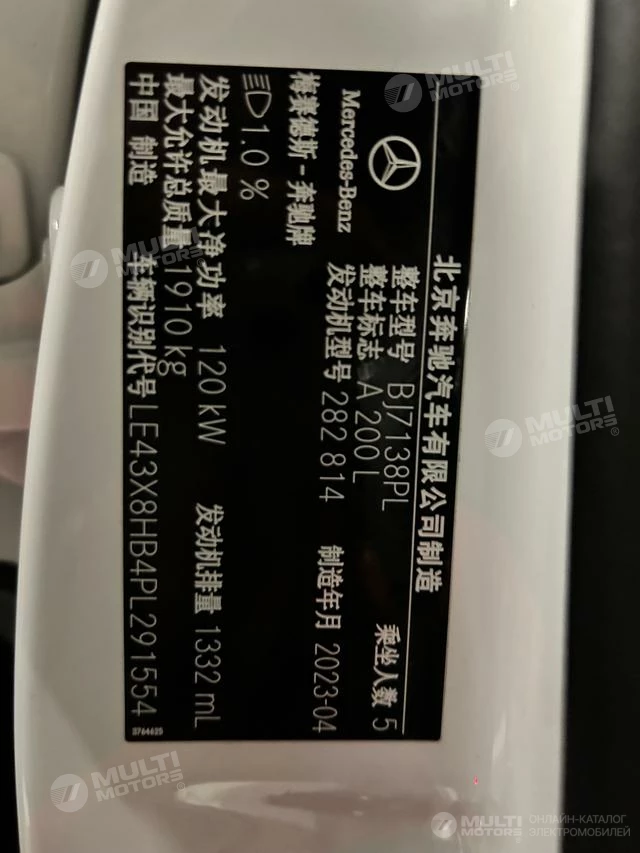 北京奔驰汽车有限公司制造
Mercedes-Benz
梅赛德斯-奔驰牌
整车型号 BJ7138PL 乘坐人数 5
整车标志 A 200 L
发动机型号 282 814 制造年月 2023-04
1.0 %
发动机最大净功率 120 kW 发动机排量 1332 mL
最大允许总质量 1910 kg
中国 制造 车辆识别代号 LE43X8HB4PL291554
3764625
MULTI MOTORS
MULTI MOTORS
MULTI MOTORS
MULTI MOTORS
MULTI MOTORS ОНЛАЙН-КАТАЛОГ ЭЛЕКТРОМОБИЛЕЙ